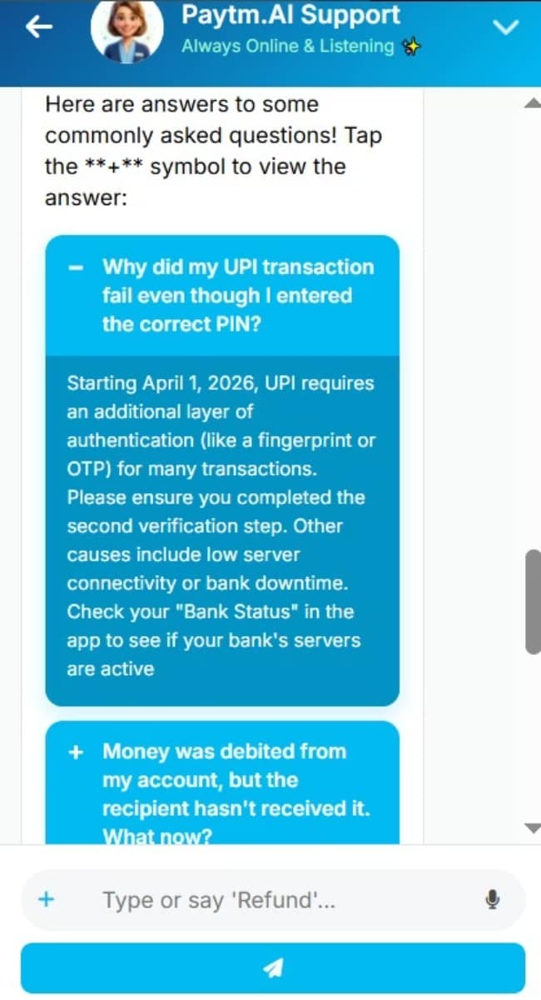 Paytm.AI Support
Always Online & Listening ✨
Here are answers to some
commonly asked questions! Tap
the **+** symbol to view the
answer:
− Why did my UPI transaction
fail even though I entered
the correct PIN?
Starting April 1, 2026, UPI requires
an additional layer of
authentication (like a fingerprint or
OTP) for many transactions.
Please ensure you completed the
second verification step. Other
causes include low server
connectivity or bank downtime.
Check your "Bank Status" in the
app to see if your bank's servers
are active
+ Money was debited from
my account, but the
recipient hasn't received it.
What now?
+ Type or say 'Refund'...